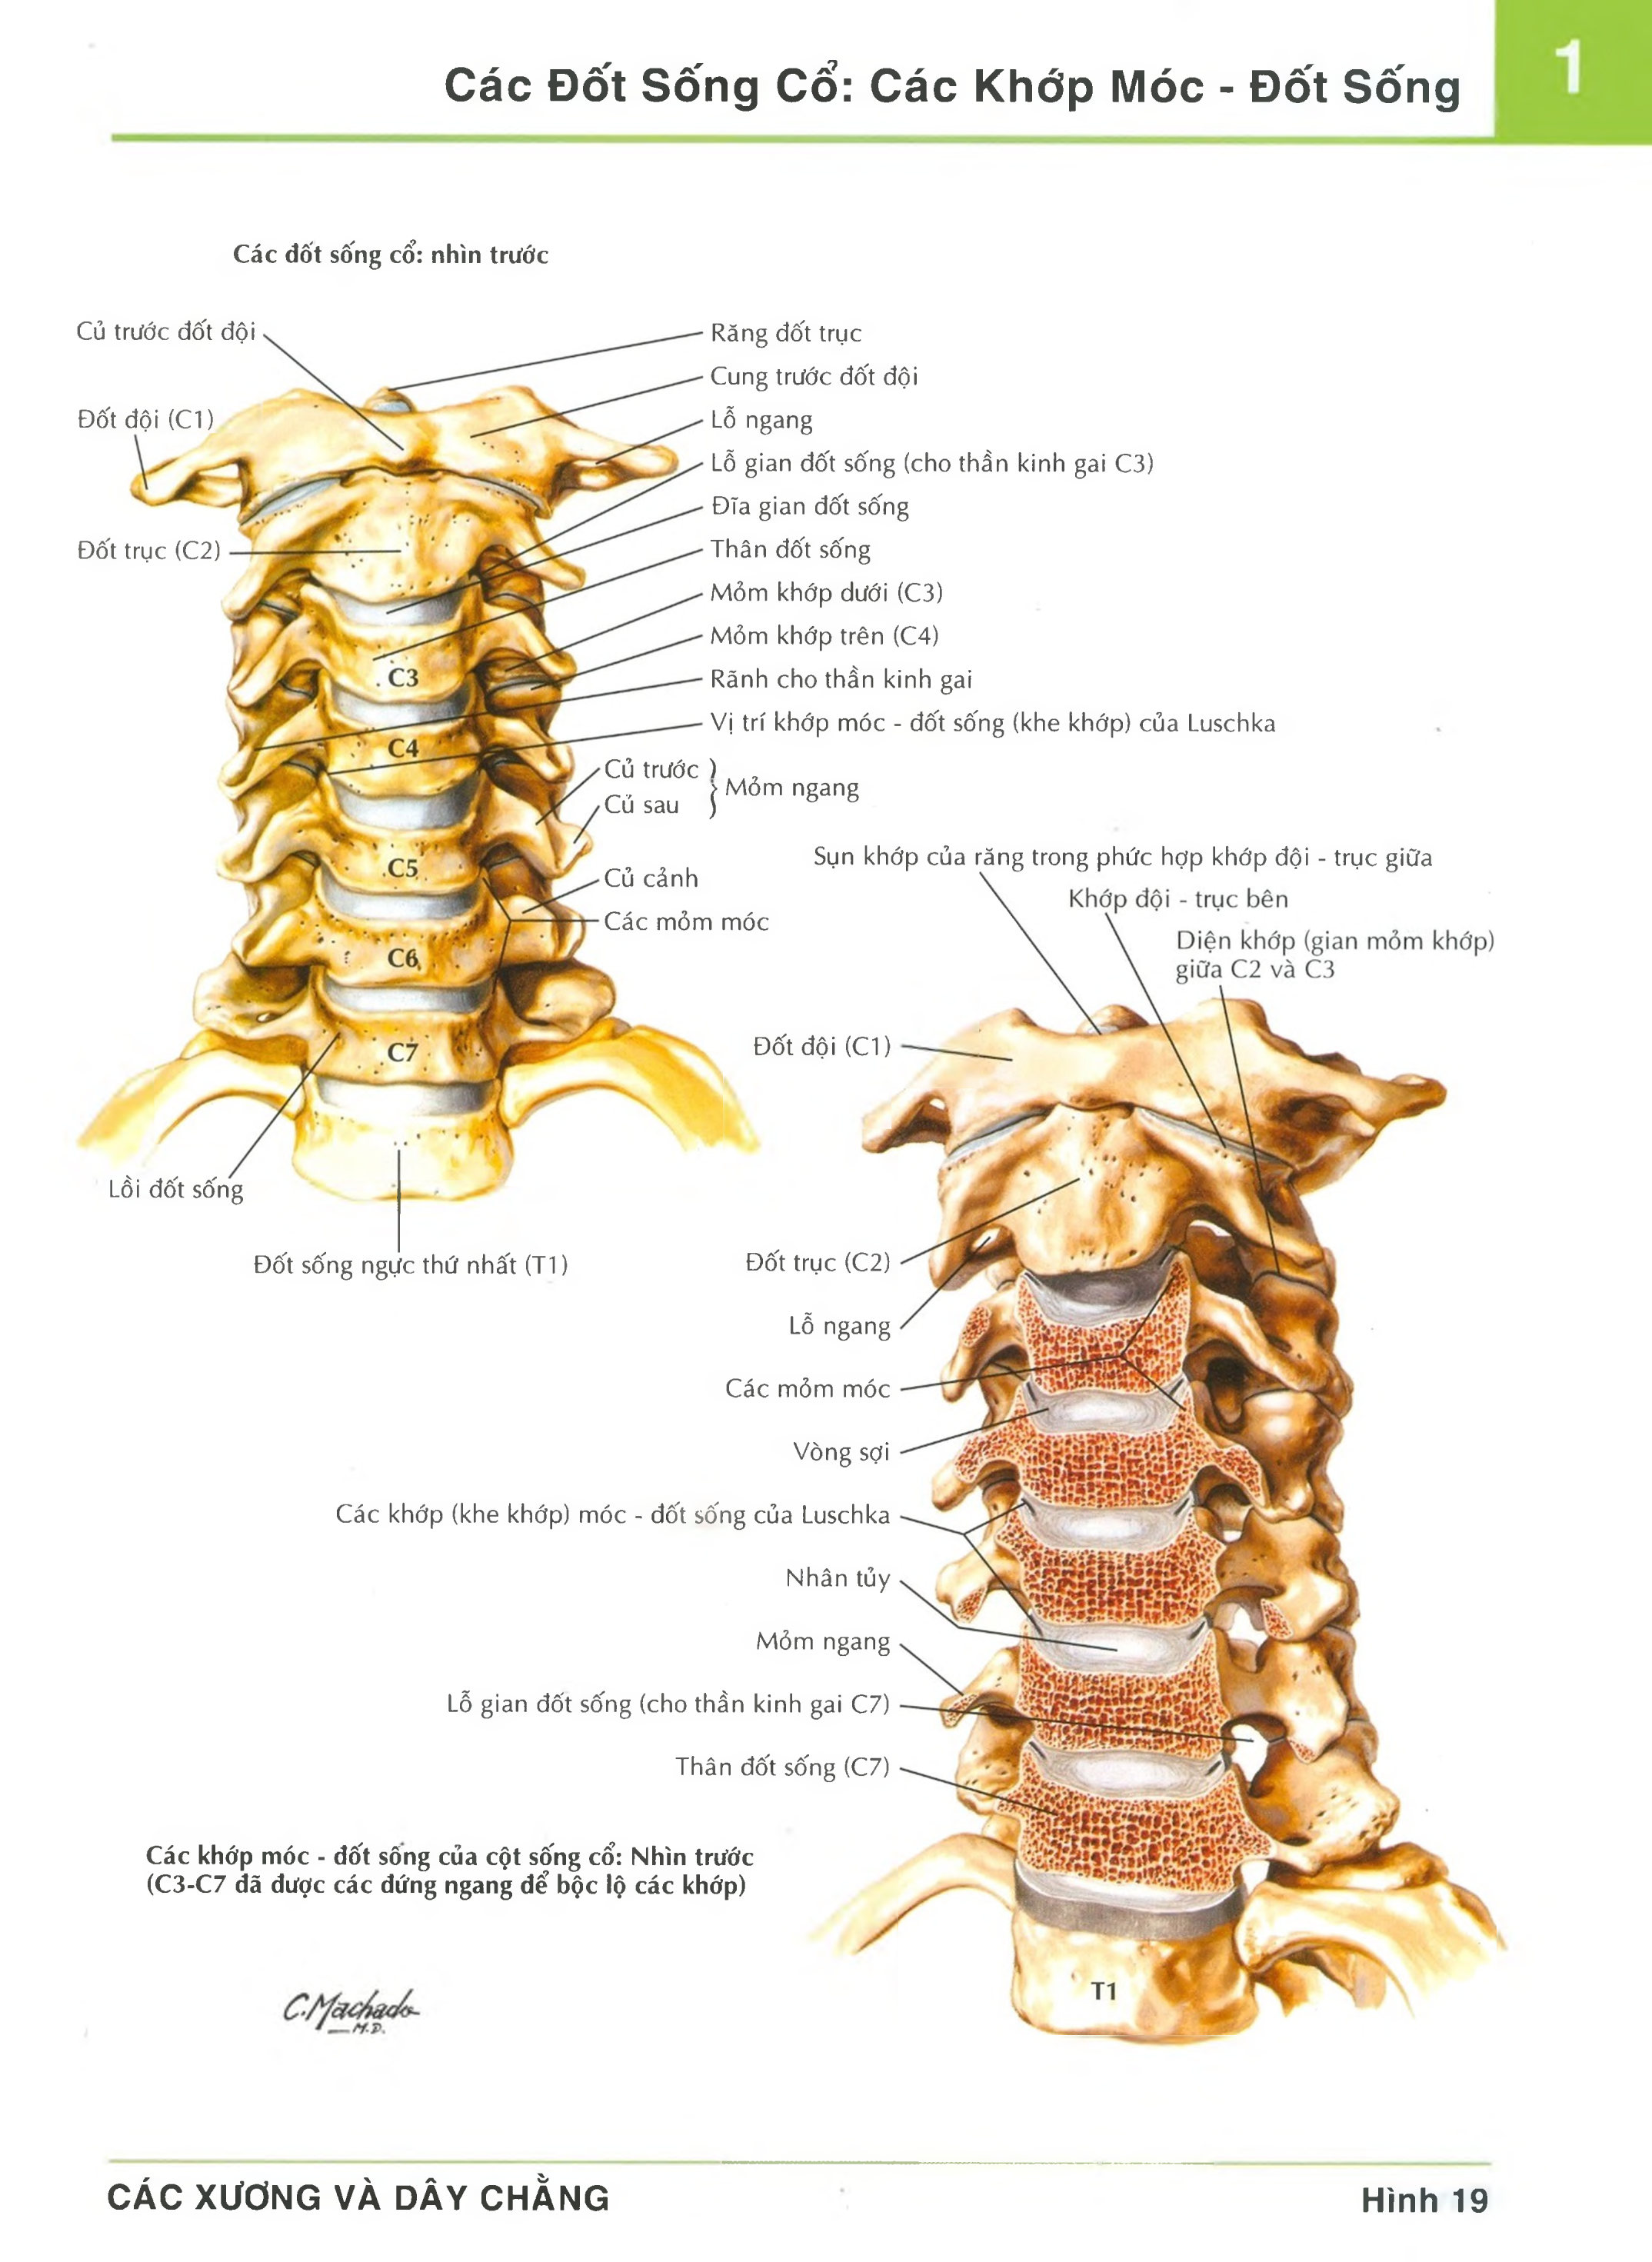 Các Đốt Sống Cổ: Các Khớp Móc - Đốt Sống
1
Các đốt sống cổ: nhìn trước
Củ trước đốt đội
Đốt đội (C1)
Đốt trục (C2)
Răng đốt trục
Cung trước đốt đội
Lỗ ngang
Lỗ gian đốt sống (cho thần kinh gai C3)
Đĩa gian đốt sống
Thân đốt sống
Mỏm khớp dưới (C3)
Mỏm khớp trên (C4)
Rãnh cho thần kinh gai
Vị trí khớp móc - đốt sống (khe khớp) của Luschka
Củ trước
Củ sau
Mỏm ngang
Củ cảnh
Các mỏm móc
C3
C4
C5
C6
C7
Lồi đốt sống
Đốt sống ngực thứ nhất (T1)
Sụn khớp của răng trong phức hợp khớp đội - trục giữa
Khớp đội - trục bên
Diện khớp (gian mỏm khớp)
giữa C2 và C3
Đốt đội (C1)
Đốt trục (C2)
Lỗ ngang
Các mỏm móc
Vòng sợi
Các khớp (khe khớp) móc - đốt sống của Luschka
Nhân tủy
Mỏm ngang
Lỗ gian đốt sống (cho thần kinh gai C7)
Thân đốt sống (C7)
T1
Các khớp móc - đốt sống của cột sống cổ: Nhìn trước
(C3-C7 đã được các đứng ngang để bộc lộ các khớp)
C.Machado
M.D.
CÁC XƯƠNG VÀ DÂY CHẰNG
Hình 19